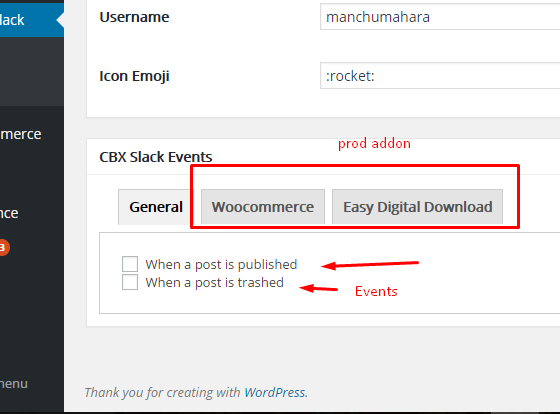 lack
Username
manchumahara
Icon Emoji
:rocket:
merce
prod addon
CBX Slack Events
General
Woocommerce
Easy Digital Download
nce
3
When a post is published
When a post is trashed
Events
menu
Thank you for creating with WordPress.